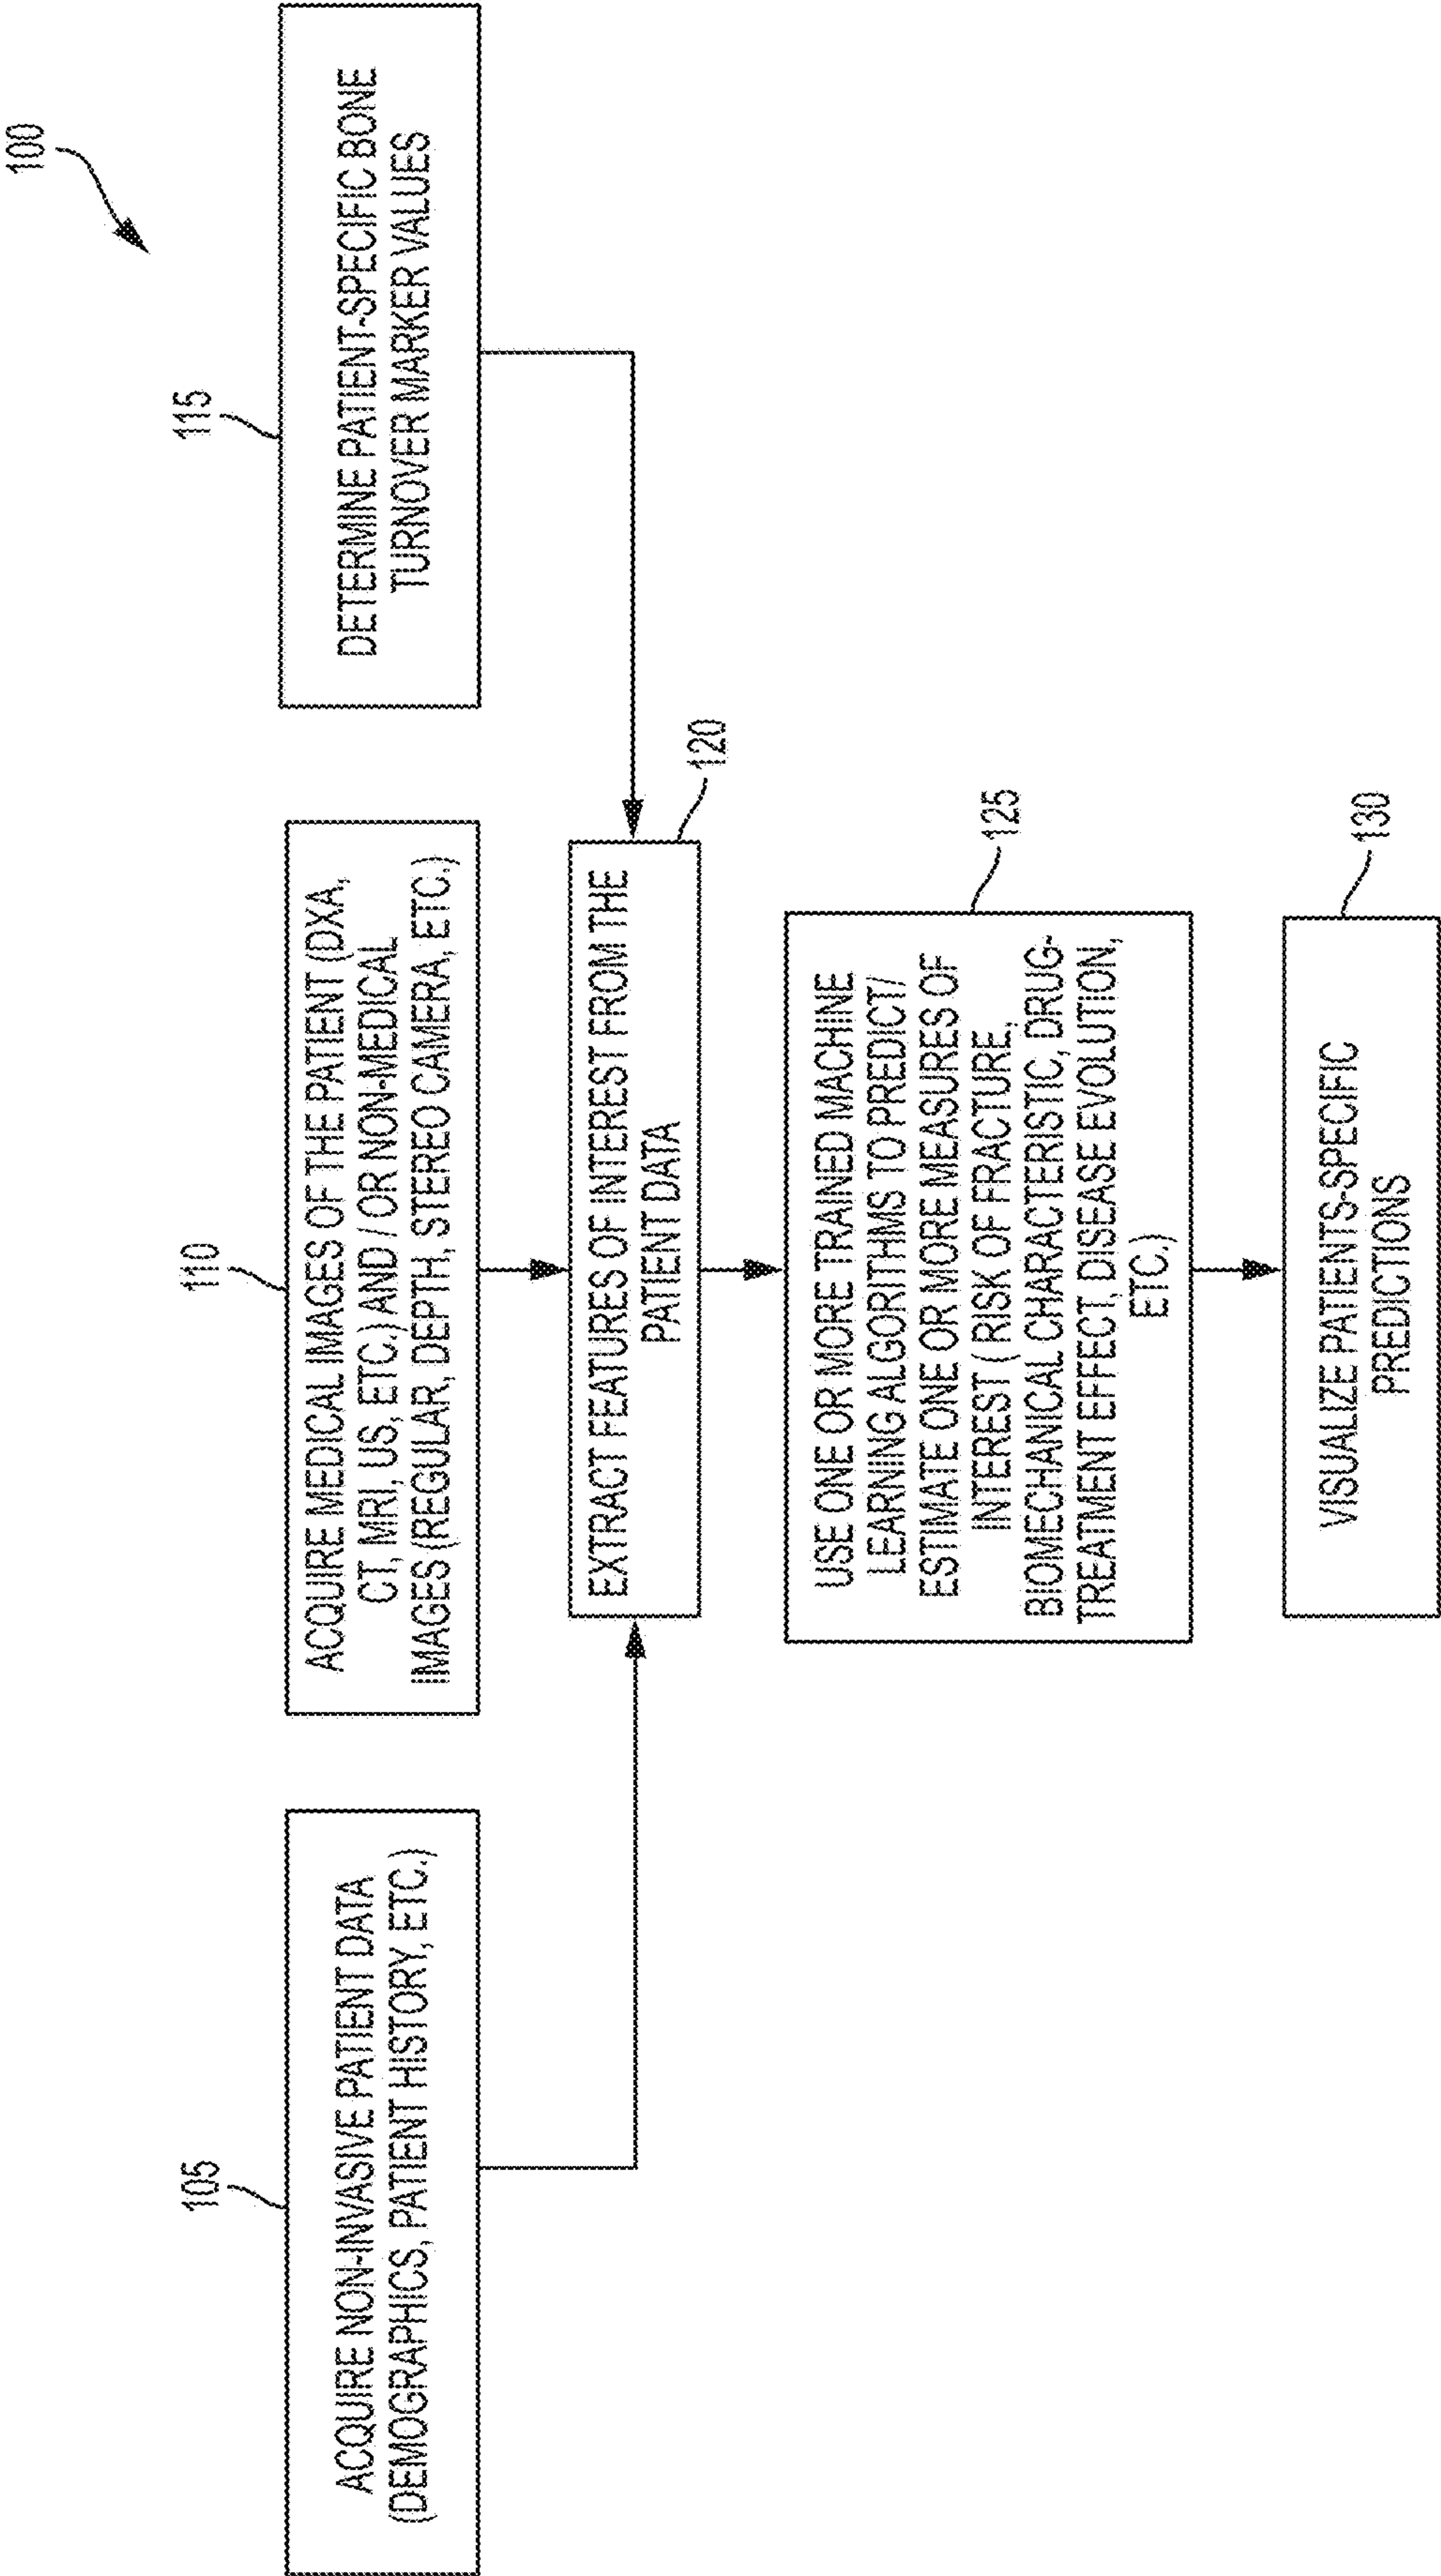 100
105
ACQUIRE NON-INVASIVE PATIENT DATA
(DEMOGRAPHICS, PATIENT HISTORY, ETC.)
110
ACQUIRE MEDICAL IMAGES OF THE PATIENT (DXA,
CT, MRI, US, ETC.) AND / OR NON-MEDICAL
IMAGES (REGULAR, DEPTH, STEREO CAMERA, ETC.)
115
DETERMINE PATIENT-SPECIFIC BONE
TURNOVER MARKER VALUES
EXTRACT FEATURES OF INTEREST FROM THE
PATIENT DATA
120
USE ONE OR MORE TRAINED MACHINE
LEARNING ALGORITHMS TO PREDICT/
ESTIMATE ONE OR MORE MEASURES OF
INTEREST ( RISK OF FRACTURE,
BIOMECHANICAL CHARACTERISTIC, DRUG-
TREATMENT EFFECT, DISEASE EVOLUTION,
ETC.)
125
VISUALIZE PATIENTS-SPECIFIC
PREDICTIONS
130